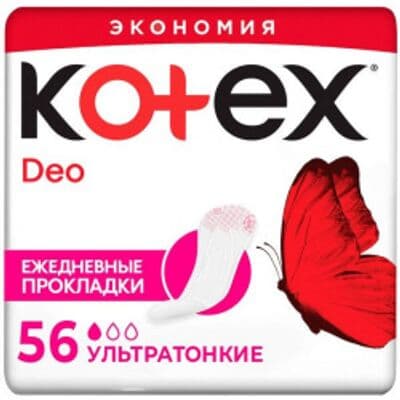 ЭКОНОМИЯ
kotex®
Deo
ЕЖЕДНЕВНЫЕ
ПРОКЛАДКИ
56 УЛЬТРАТОНКИЕ